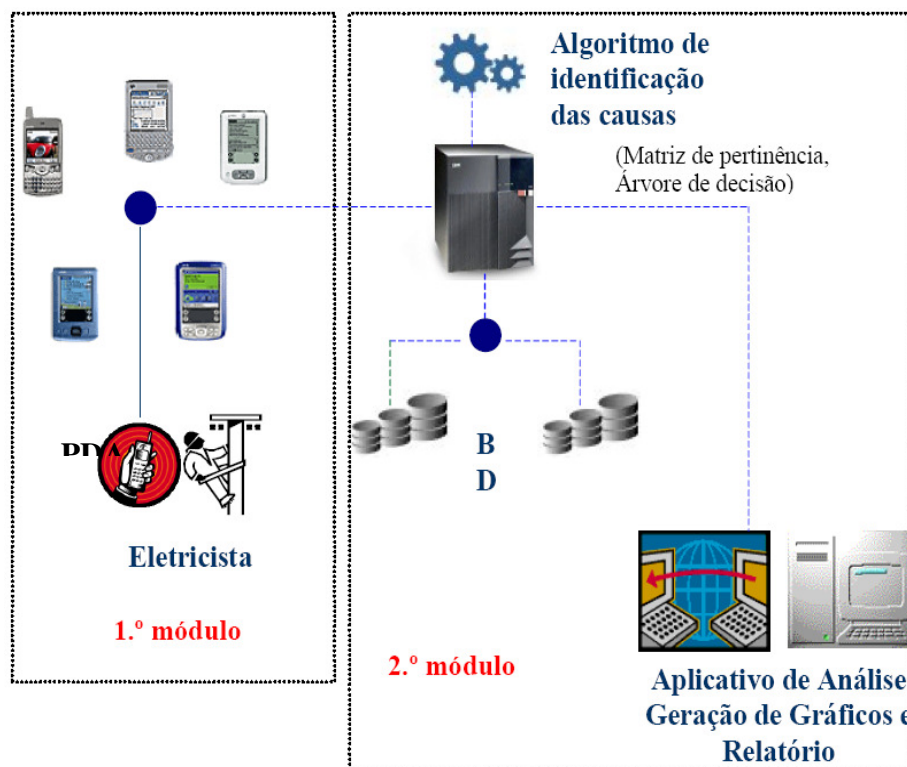 Algoritmo de
identificação
das causas
(Matriz de pertinência,
Árvore de decisão)
PDA
B
D
Eletricista
1.º módulo
2.º módulo
Aplicativo de Análise
Geração de Gráficos e
Relatório